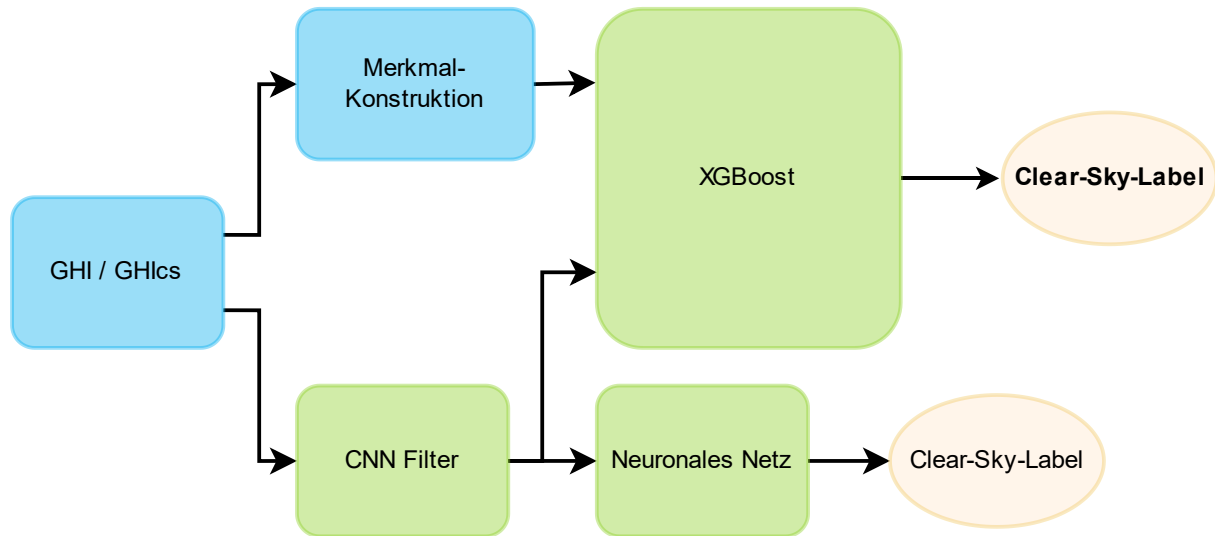 Merkmal-
Konstruktion
XGBoost
Clear-Sky-Label
GHI / GHIcs
CNN Filter
Neuronales Netz
Clear-Sky-Label